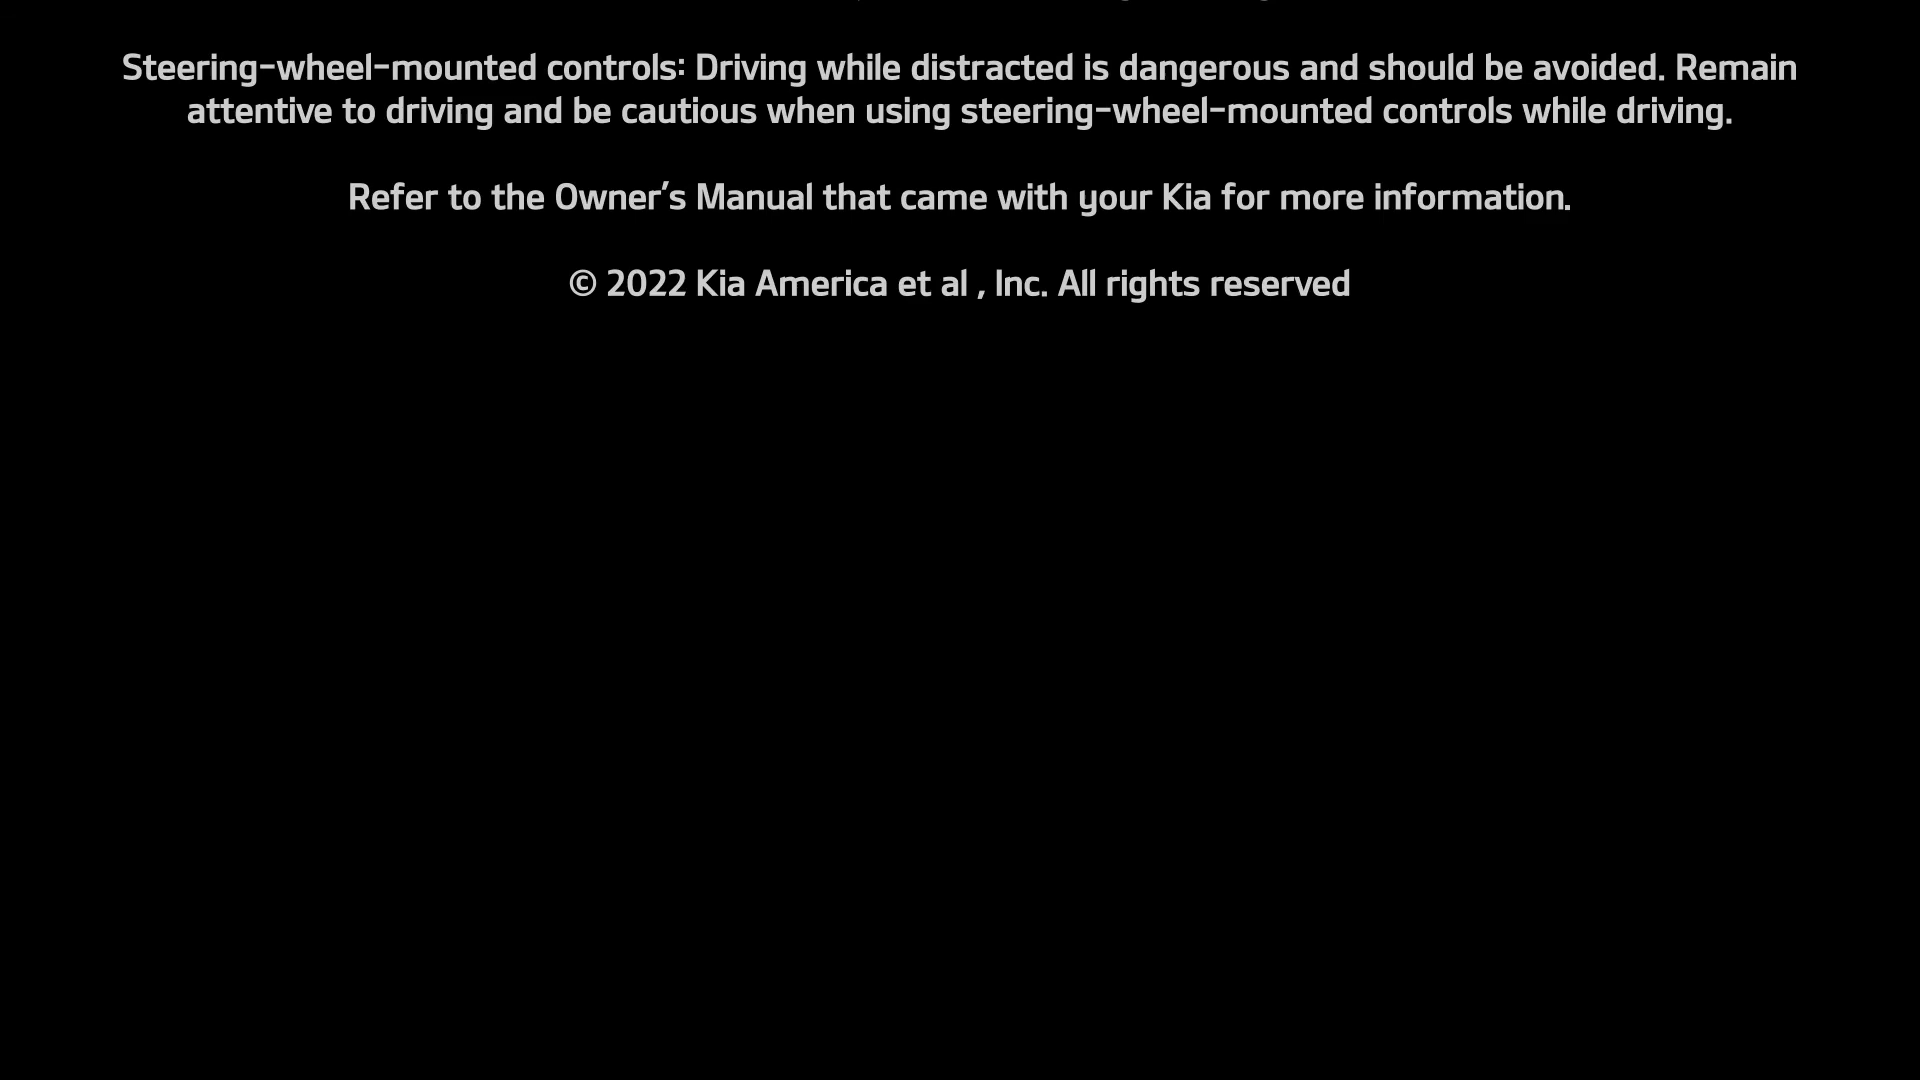 Steering-wheel-mounted controls: Driving while distracted is dangerous and should be avoided. Remain
attentive to driving and be cautious when using steering-wheel-mounted controls while driving.
Refer to the Owner's Manual that came with your Kia for more information.
© 2022 Kia America et al , Inc. All rights reserved